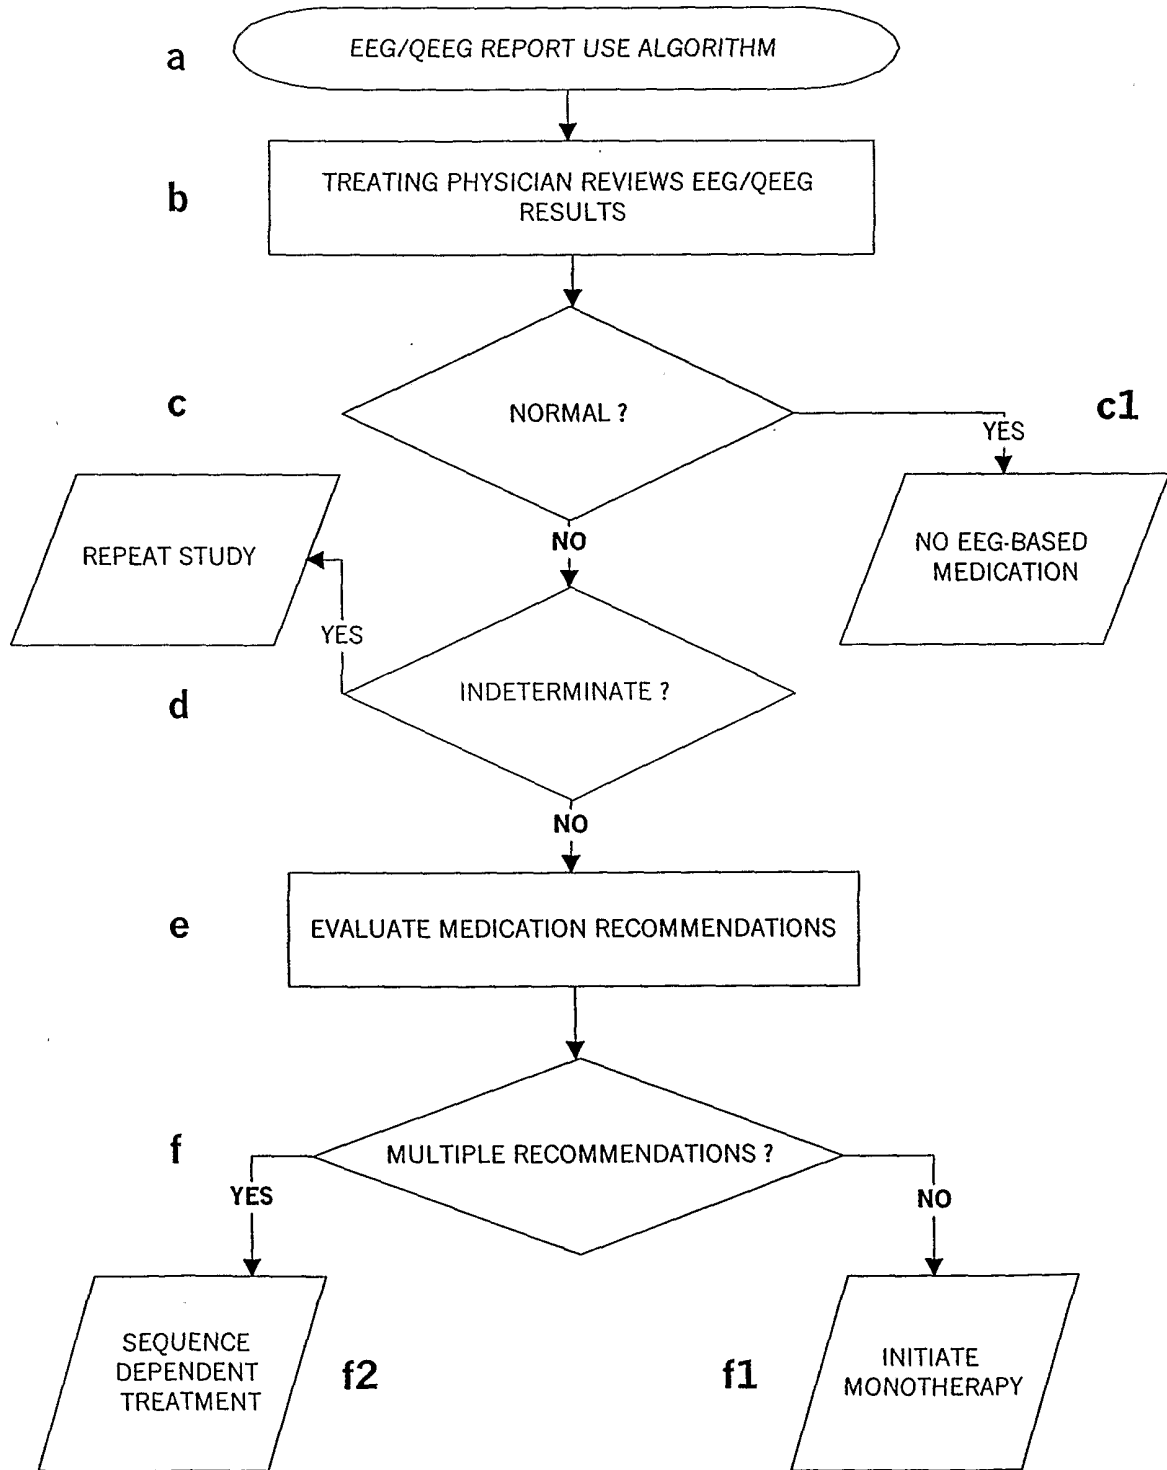 a
EEG/QEEG REPORT USE ALGORITHM
b
TREATING PHYSICIAN REVIEWS EEG/QEEG
RESULTS
c
NORMAL ?
c1
YES
NO
REPEAT STUDY
NO EEG-BASED
MEDICATION
YES
d
INDETERMINATE ?
NO
e
EVALUATE MEDICATION RECOMMENDATIONS
f
MULTIPLE RECOMMENDATIONS ?
YES
NO
SEQUENCE
DEPENDENT
TREATMENT
f2
f1
INITIATE
MONOTHERAPY